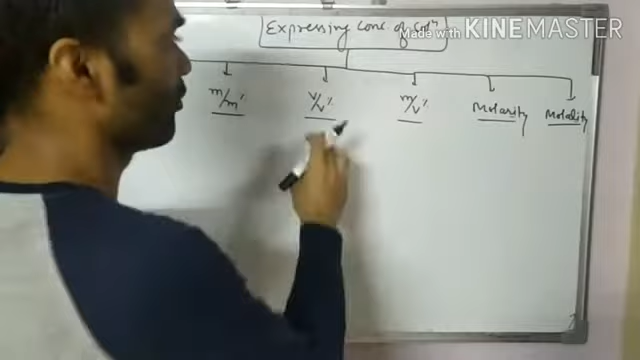 Expressing Conc. of Solⁿ
Made with KINEMASTER
m/m% V/V% m/V% Molarity Molality